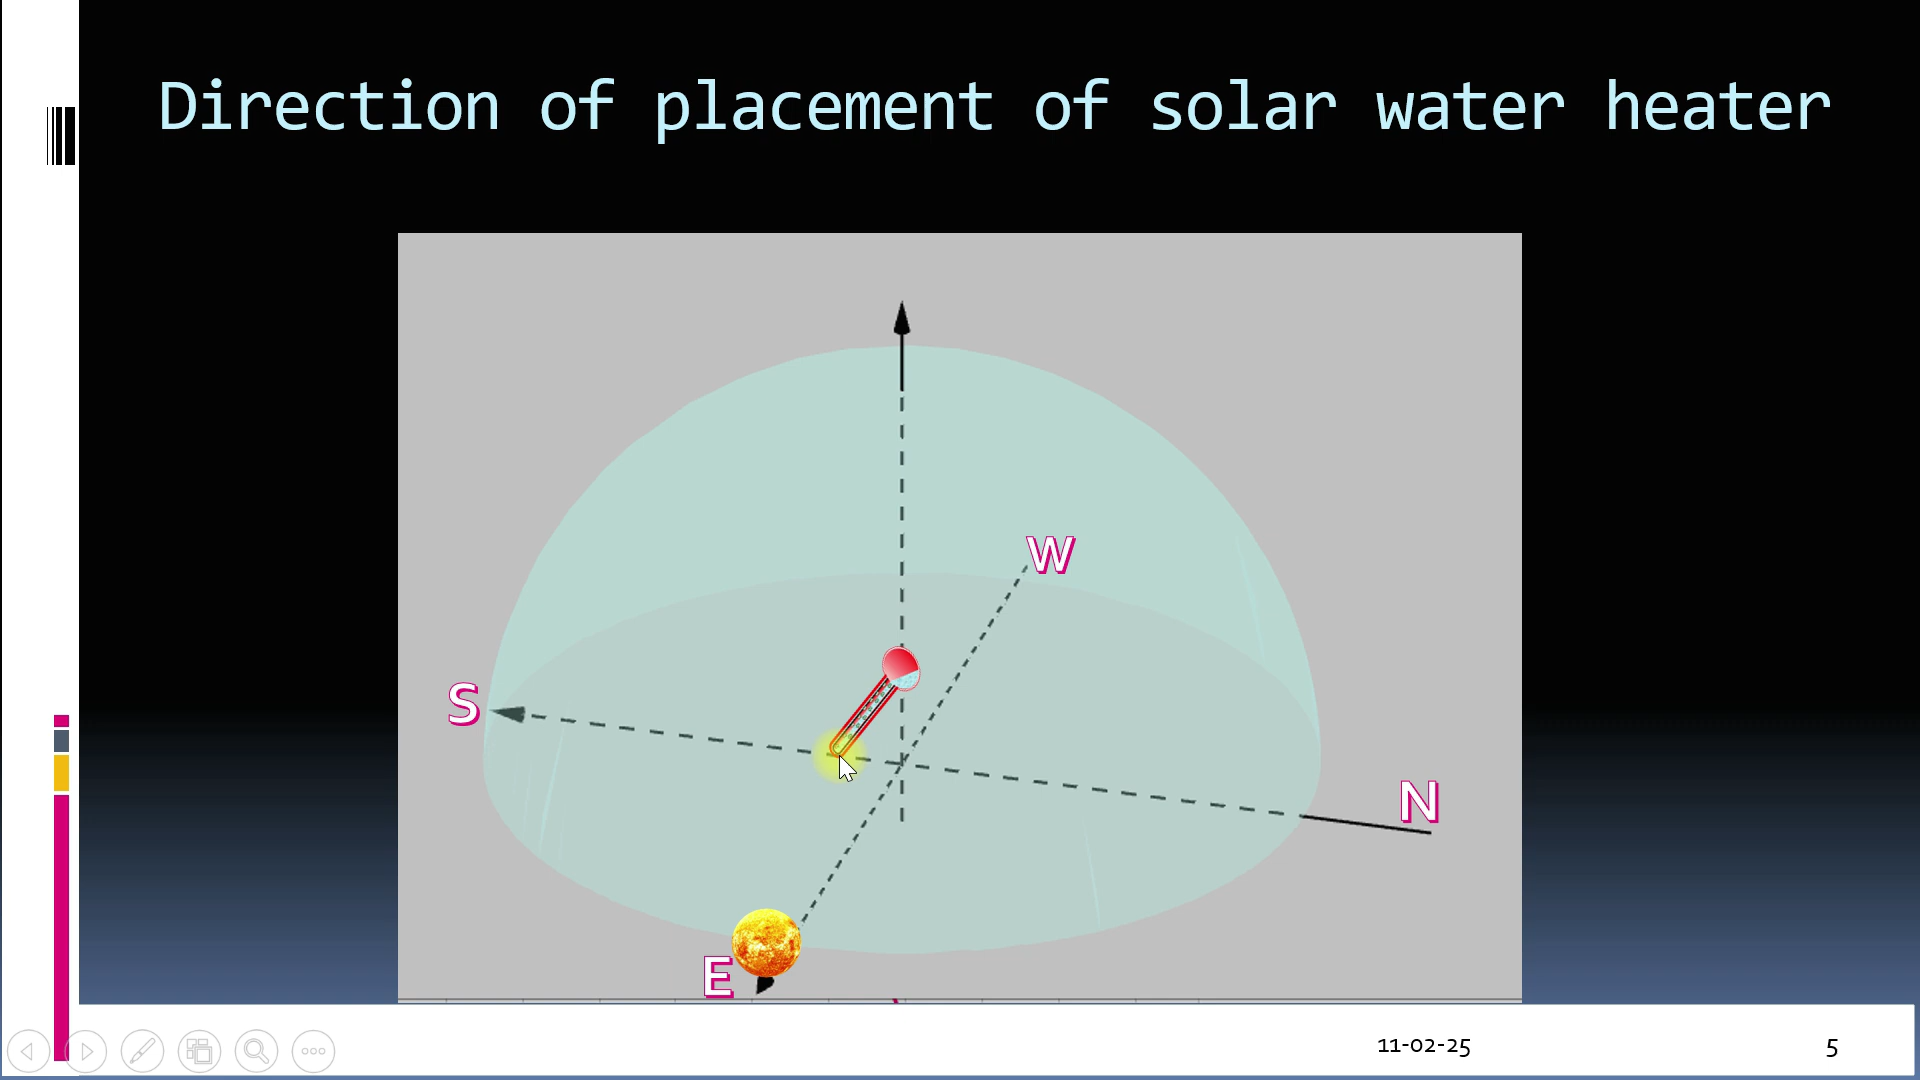 Direction of placement of solar water heater
W
S
N
E
11-02-25
5